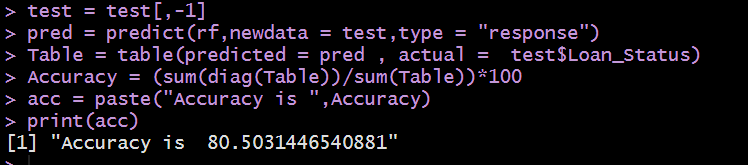 > test = test[,-1]
> pred = predict(rf,newdata = test,type = "response")
> Table = table(predicted = pred , actual =  test$Loan_Status)
> Accuracy = (sum(diag(Table))/sum(Table))*100
> acc = paste("Accuracy is ",Accuracy)
> print(acc)
[1] "Accuracy is  80.5031446540881"
>